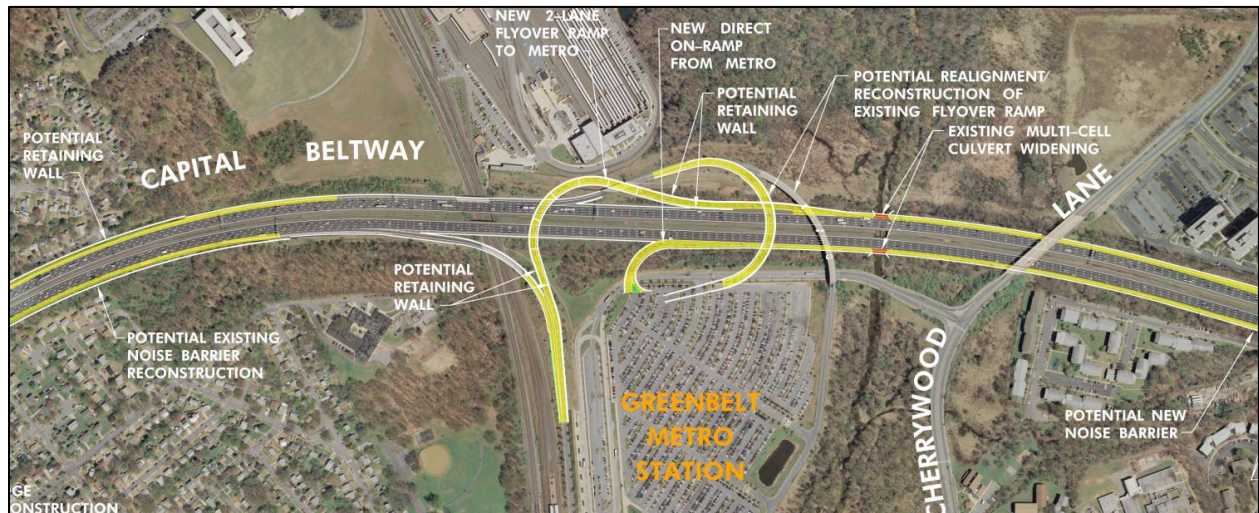 NEW 2-LANE
FLYOVER RAMP
TO METRO
NEW DIRECT
ON-RAMP
FROM METRO
POTENTIAL
RETAINING
WALL
POTENTIAL REALIGNMENT/
RECONSTRUCTION OF
EXISTING FLYOVER RAMP
EXISTING MULTI-CELL
CULVERT WIDENING
POTENTIAL
RETAINING
WALL
CAPITAL BELTWAY
LANE
POTENTIAL
RETAINING
WALL
POTENTIAL EXISTING
NOISE BARRIER
RECONSTRUCTION
GREENBELT
METRO
STATION
CHERRYWOOD
POTENTIAL NEW
NOISE BARRIER
GE
ONSTRUCTION